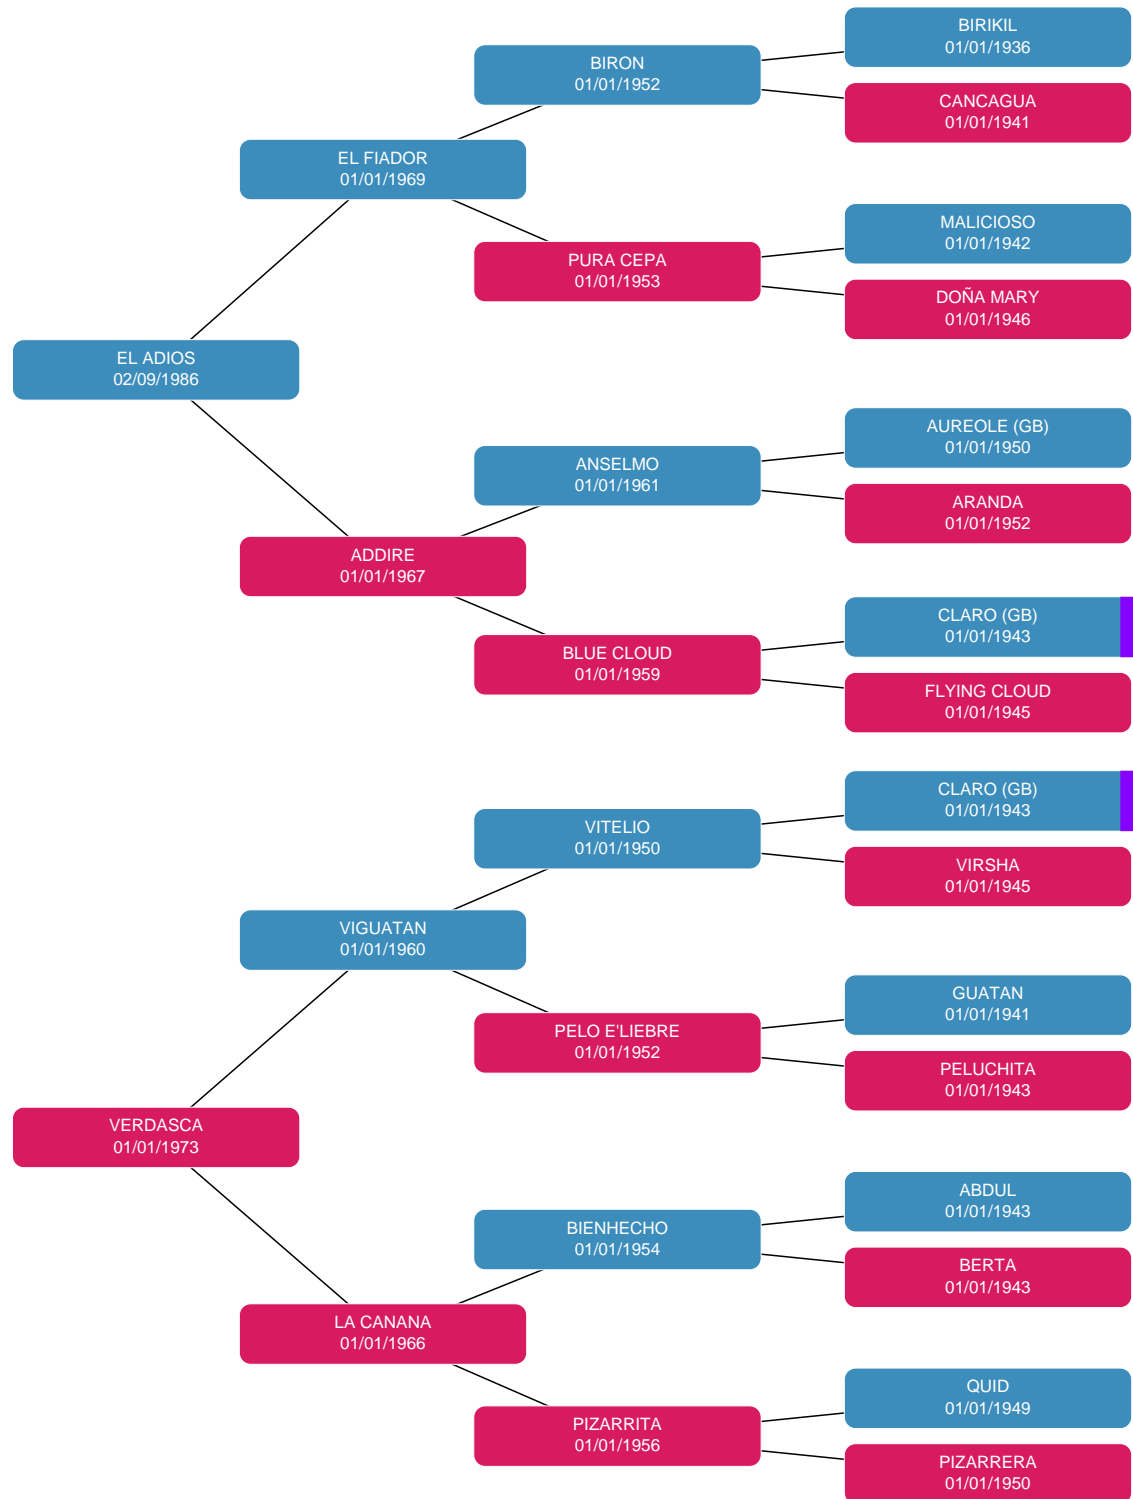 BIRIKIL
01/01/1936
BIRON
01/01/1952
CANCAGUA
01/01/1941
EL FIADOR
01/01/1969
MALICIOSO
01/01/1942
PURA CEPA
01/01/1953
DOÑA MARY
01/01/1946
EL ADIOS
02/09/1986
AUREOLE (GB)
01/01/1950
ANSELMO
01/01/1961
ARANDA
01/01/1952
ADDIRE
01/01/1967
CLARO (GB)
01/01/1943
BLUE CLOUD
01/01/1959
FLYING CLOUD
01/01/1945
CLARO (GB)
01/01/1943
VITELIO
01/01/1950
VIRSHA
01/01/1945
VIGUATAN
01/01/1960
GUATAN
01/01/1941
PELO E'LIEBRE
01/01/1952
PELUCHITA
01/01/1943
VERDASCA
01/01/1973
ABDUL
01/01/1943
BIENHECHO
01/01/1954
BERTA
01/01/1943
LA CANANA
01/01/1966
QUID
01/01/1949
PIZARRITA
01/01/1956
PIZARRERA
01/01/1950